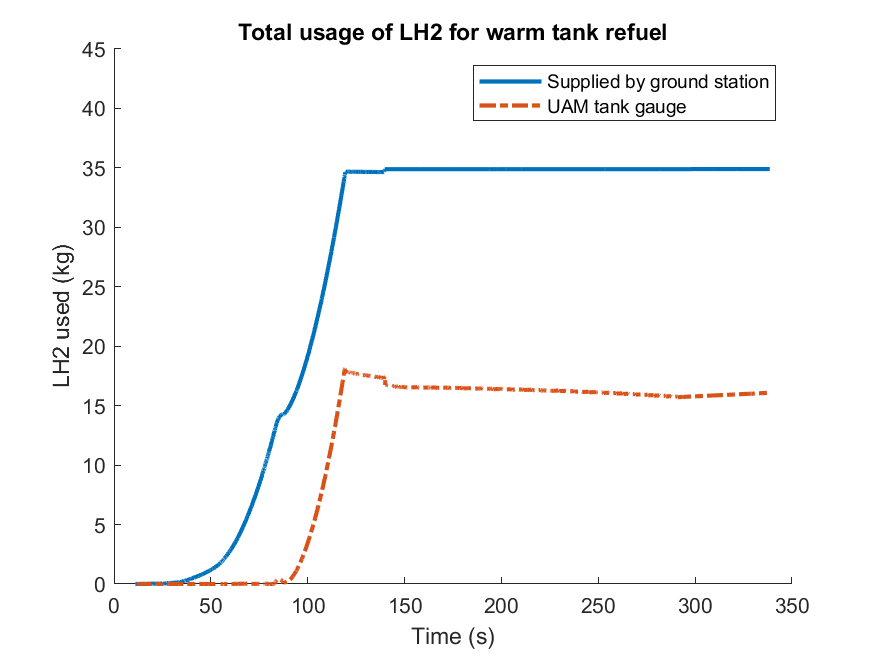 Total usage of LH2 for warm tank refuel
Supplied by ground station
UAM tank gauge
45
40
35
30
25
20
15
10
5
0
LH2 used (kg)
0 50 100 150 200 250 300 350
Time (s)